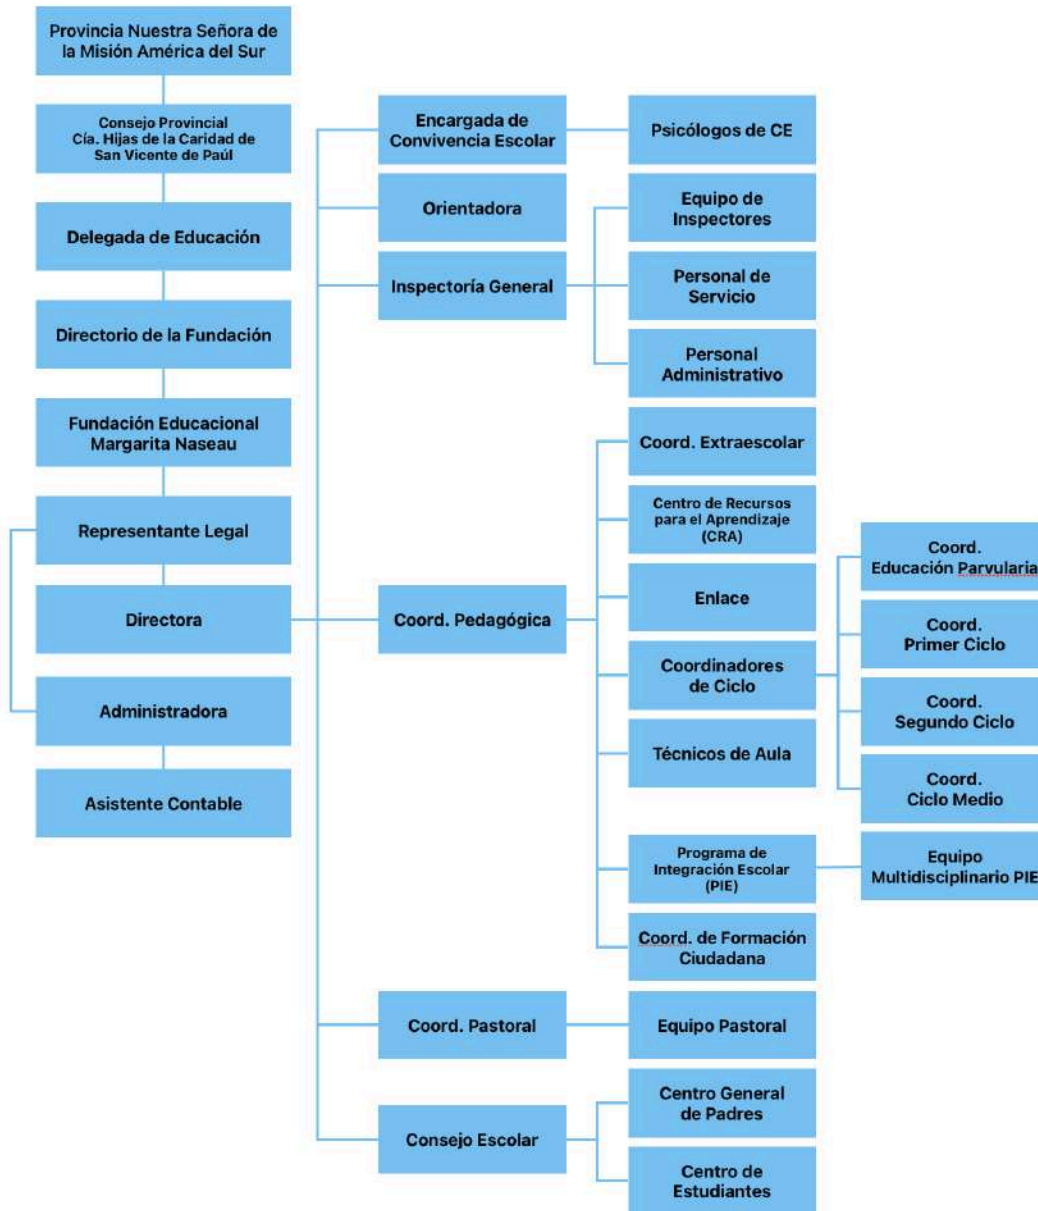 Provincia Nuestra Señora de
la Misión América del Sur
Consejo Provincial
Cía. Hijas de la Caridad de
San Vicente de Paúl
Delegada de Educación
Directorio de la Fundación
Fundación Educacional
Margarita Naseau
Representante Legal
Directora
Administradora
Asistente Contable
Encargada de
Convivencia Escolar
Psicólogos de CE
Orientadora
Inspectoría General
Equipo de
Inspectores
Personal de
Servicio
Personal
Administrativo
Coord. Pedagógica
Coord. Extraescolar
Centro de Recursos
para el Aprendizaje
(CRA)
Enlace
Coordinadores
de Ciclo
Coord.
Educación Parvularia
Coord.
Primer Ciclo
Coord.
Segundo Ciclo
Coord.
Ciclo Medio
Técnicos de Aula
Programa de
Integración Escolar
(PIE)
Equipo
Multidisciplinario PIE
Coord. de Formación
Ciudadana
Coord. Pastoral
Equipo Pastoral
Consejo Escolar
Centro General
de Padres
Centro de
Estudiantes